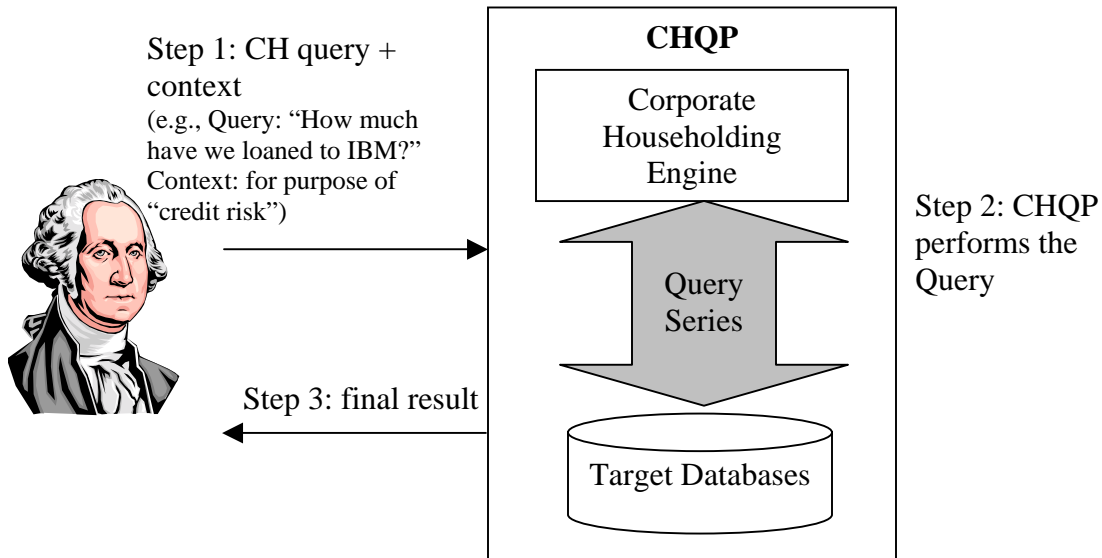 Step 1: CH query +
context
(e.g., Query: “How much
have we loaned to IBM?”
Context: for purpose of
“credit risk”)
CHQP
Corporate
Householding
Engine
Query
Series
Target Databases
Step 2: CHQP
performs the
Query
Step 3: final result